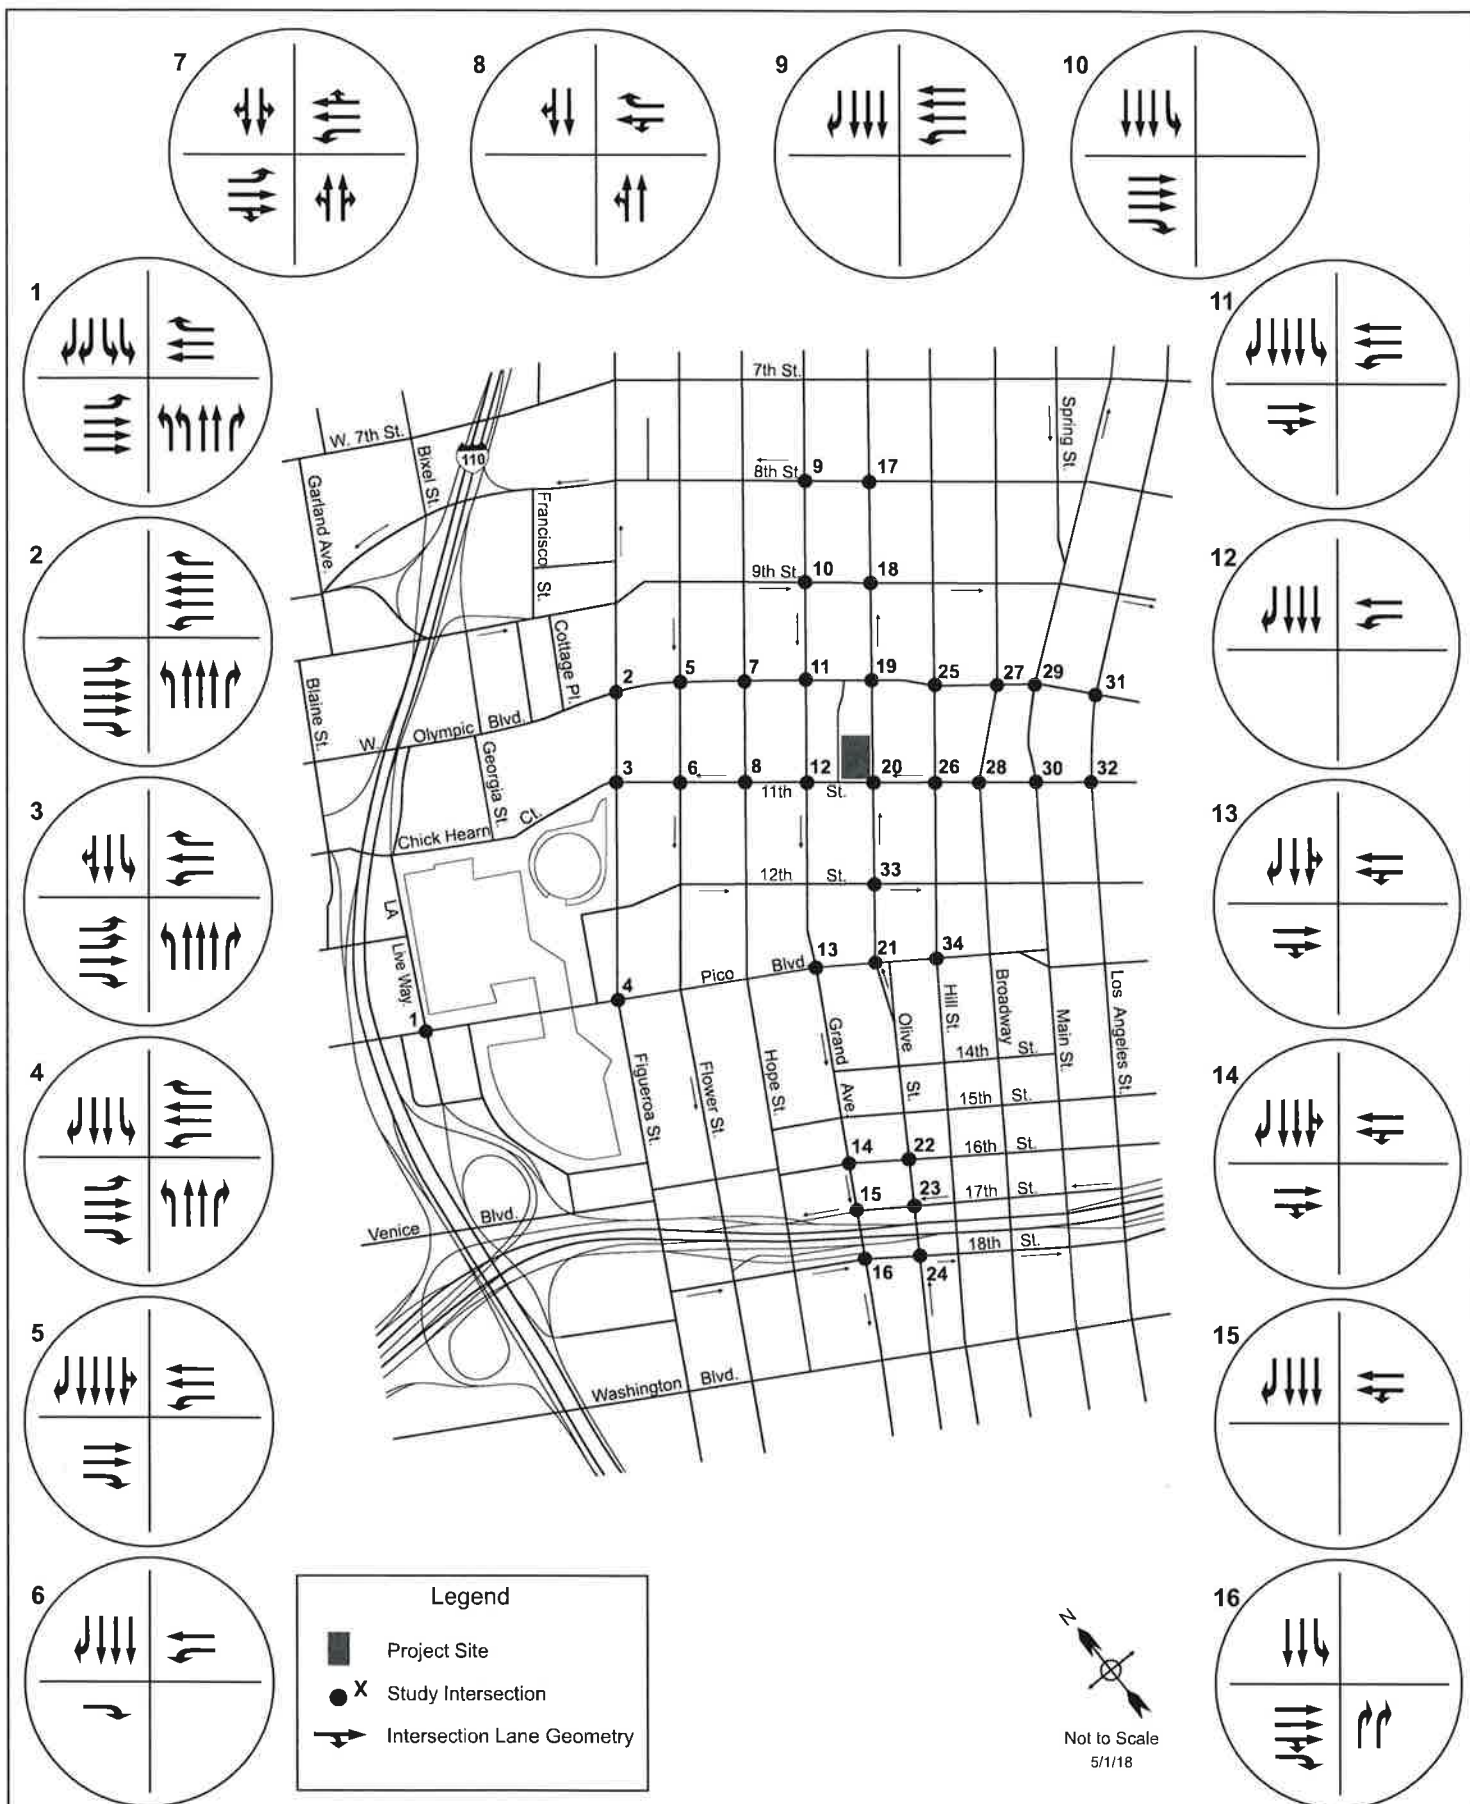 7
8
9
10
1
11
2
12
3
13
4
14
5
15
6
16
7th St.
W. 7th St.
110
Bixel St.
Garland Ave.
Spring St.
8th St.
9
17
Francisco
St.
9th St.
10
18
Cottage Pl.
Blaine St.
W. Olympic Blvd.
Georgia St.
2
5
7
11
19
25
27
29
31
3
6
8
12
20
26
28
30
32
11th St.
Chick Hearn Ct.
12th St.
33
LA
Live Way.
1
4
Pico Blvd.
13
21
34
Figueroa St.
Flower St.
Hope St.
Grand
Ave.
Olive
St.
Hill St.
Broadway
Main St.
Los Angeles St.
14th St.
15th St.
14
22
16th St.
15
23
17th St.
Venice Blvd.
16
24
18th St.
Washington Blvd.
Legend
Project Site
X Study Intersection
Intersection Lane Geometry
N
Not to Scale
5/1/18